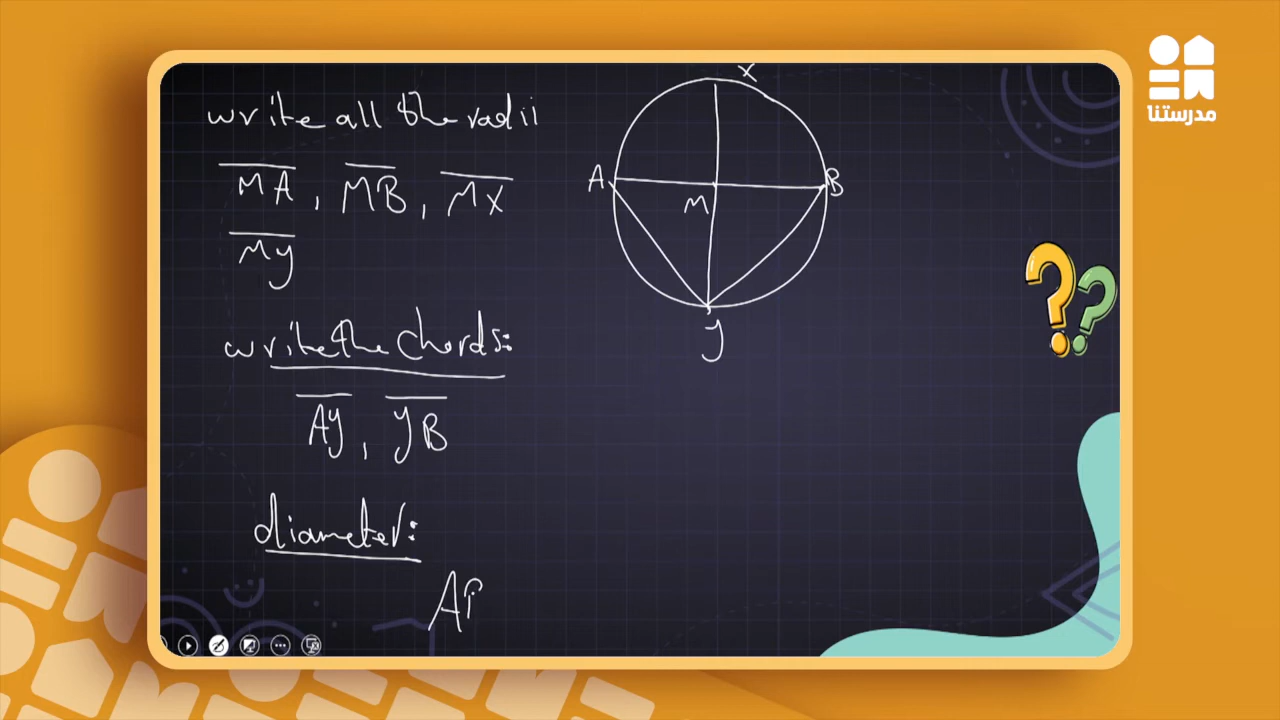 write all the radii
MA, MB, MX
My
write the chords:
Ay, yB
diameter:
X
A
B
M
y
مدرستنا